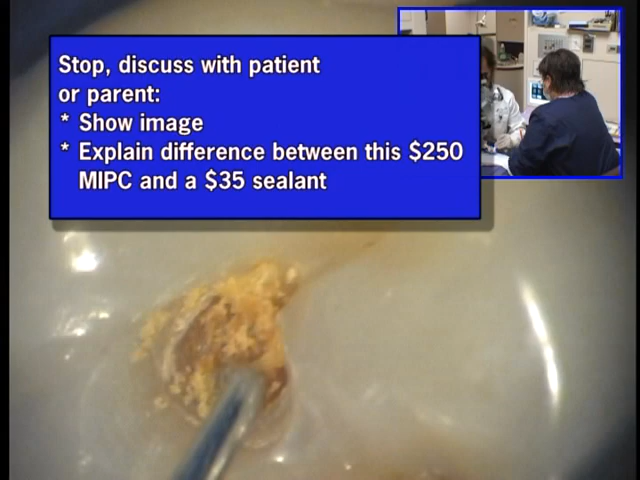 Stop, discuss with patient
or parent:
* Show image
* Explain difference between this $250
MIPC and a $35 sealant